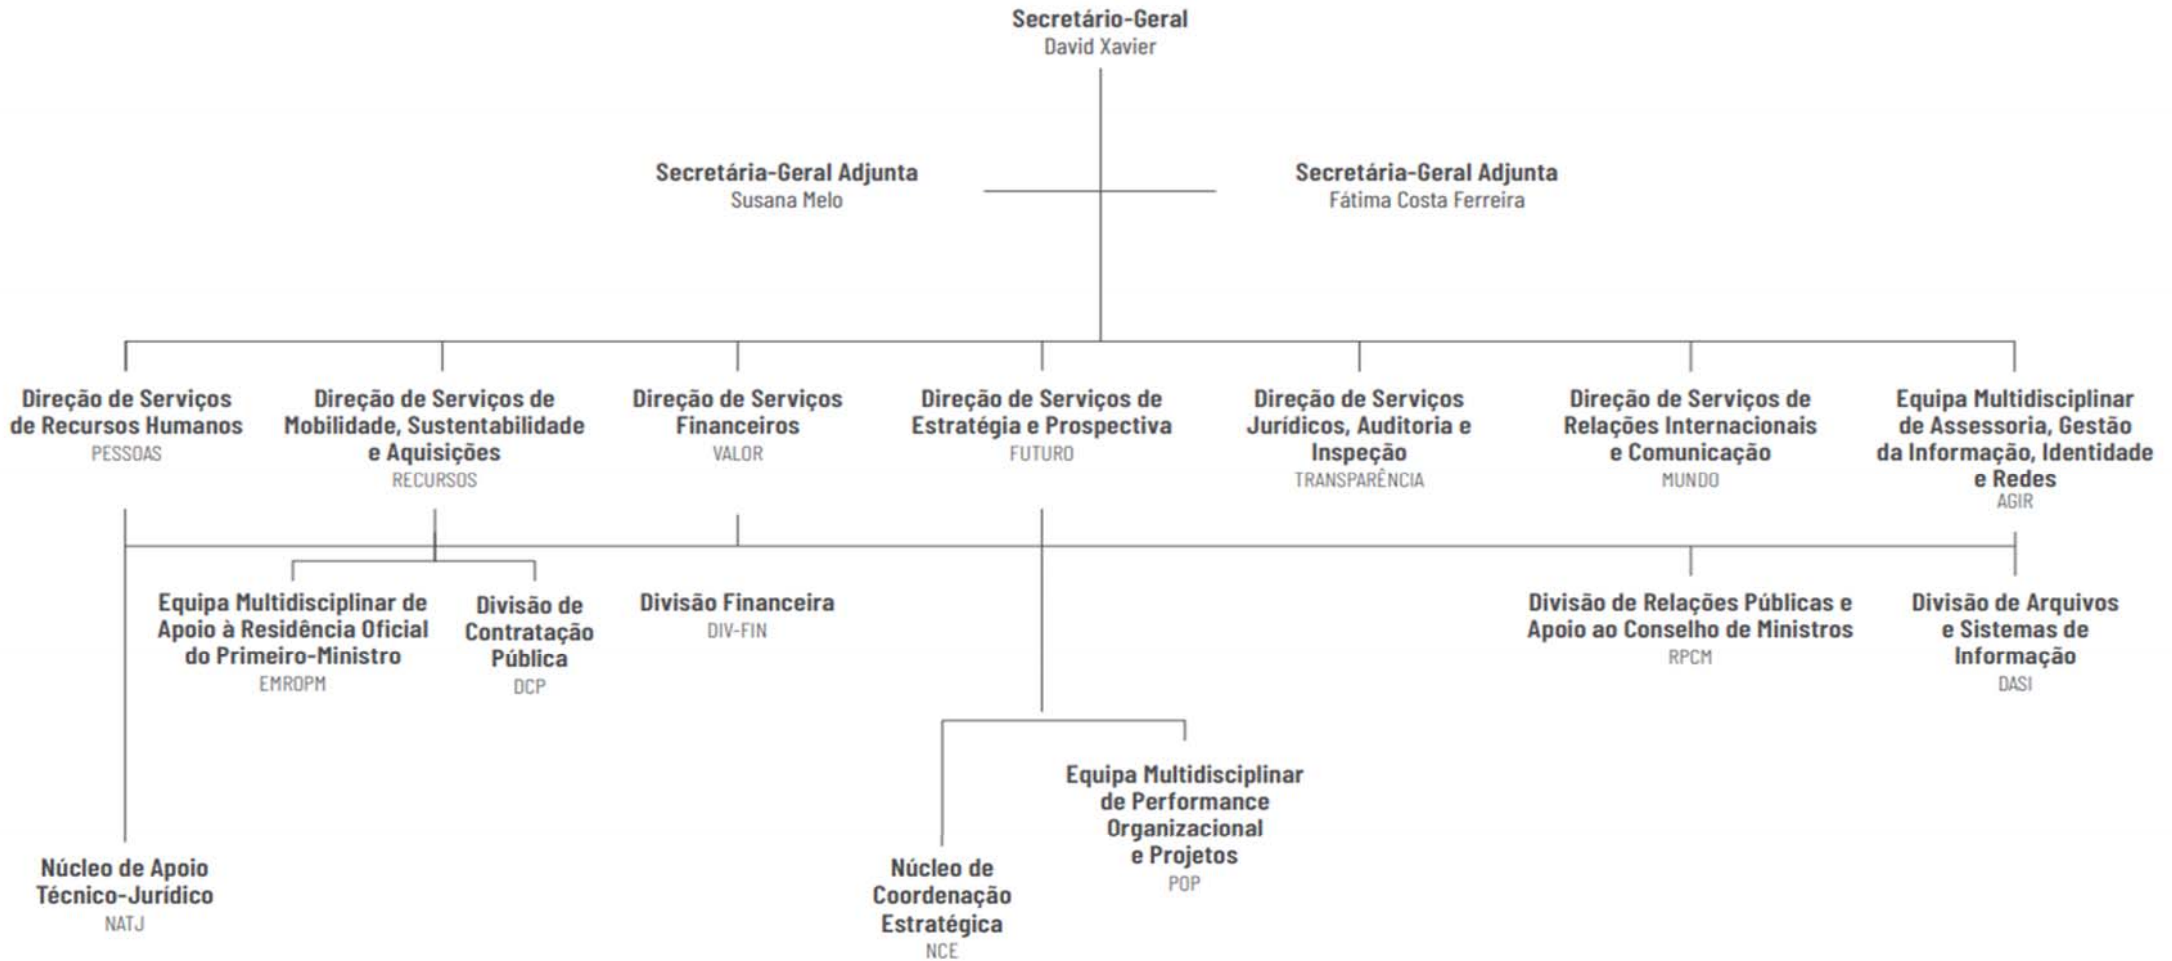 Secretário-Geral
David Xavier
Secretária-Geral Adjunta
Susana Melo
Secretária-Geral Adjunta
Fátima Costa Ferreira
Direção de Serviços
de Recursos Humanos
PESSOAS
Direção de Serviços de
Mobilidade, Sustentabilidade
e Aquisições
RECURSOS
Direção de Serviços
Financeiros
VALOR
Direção de Serviços de
Estratégia e Prospectiva
FUTURO
Direção de Serviços
Jurídicos, Auditoria e
Inspeção
TRANSPARÊNCIA
Direção de Serviços de
Relações Internacionais
e Comunicação
MUNDO
Equipa Multidisciplinar
de Assessoria, Gestão
da Informação, Identidade
e Redes
AGIR
Equipa Multidisciplinar de
Apoio à Residência Oficial
do Primeiro-Ministro
EMROPM
Divisão de
Contratação
Pública
DCP
Divisão Financeira
DIV-FIN
Divisão de Relações Públicas e
Apoio ao Conselho de Ministros
RPCM
Divisão de Arquivos
e Sistemas de
Informação
DASI
Núcleo de Apoio
Técnico-Jurídico
NATJ
Núcleo de
Coordenação
Estratégica
NCE
Equipa Multidisciplinar
de Performance
Organizacional
e Projetos
POP